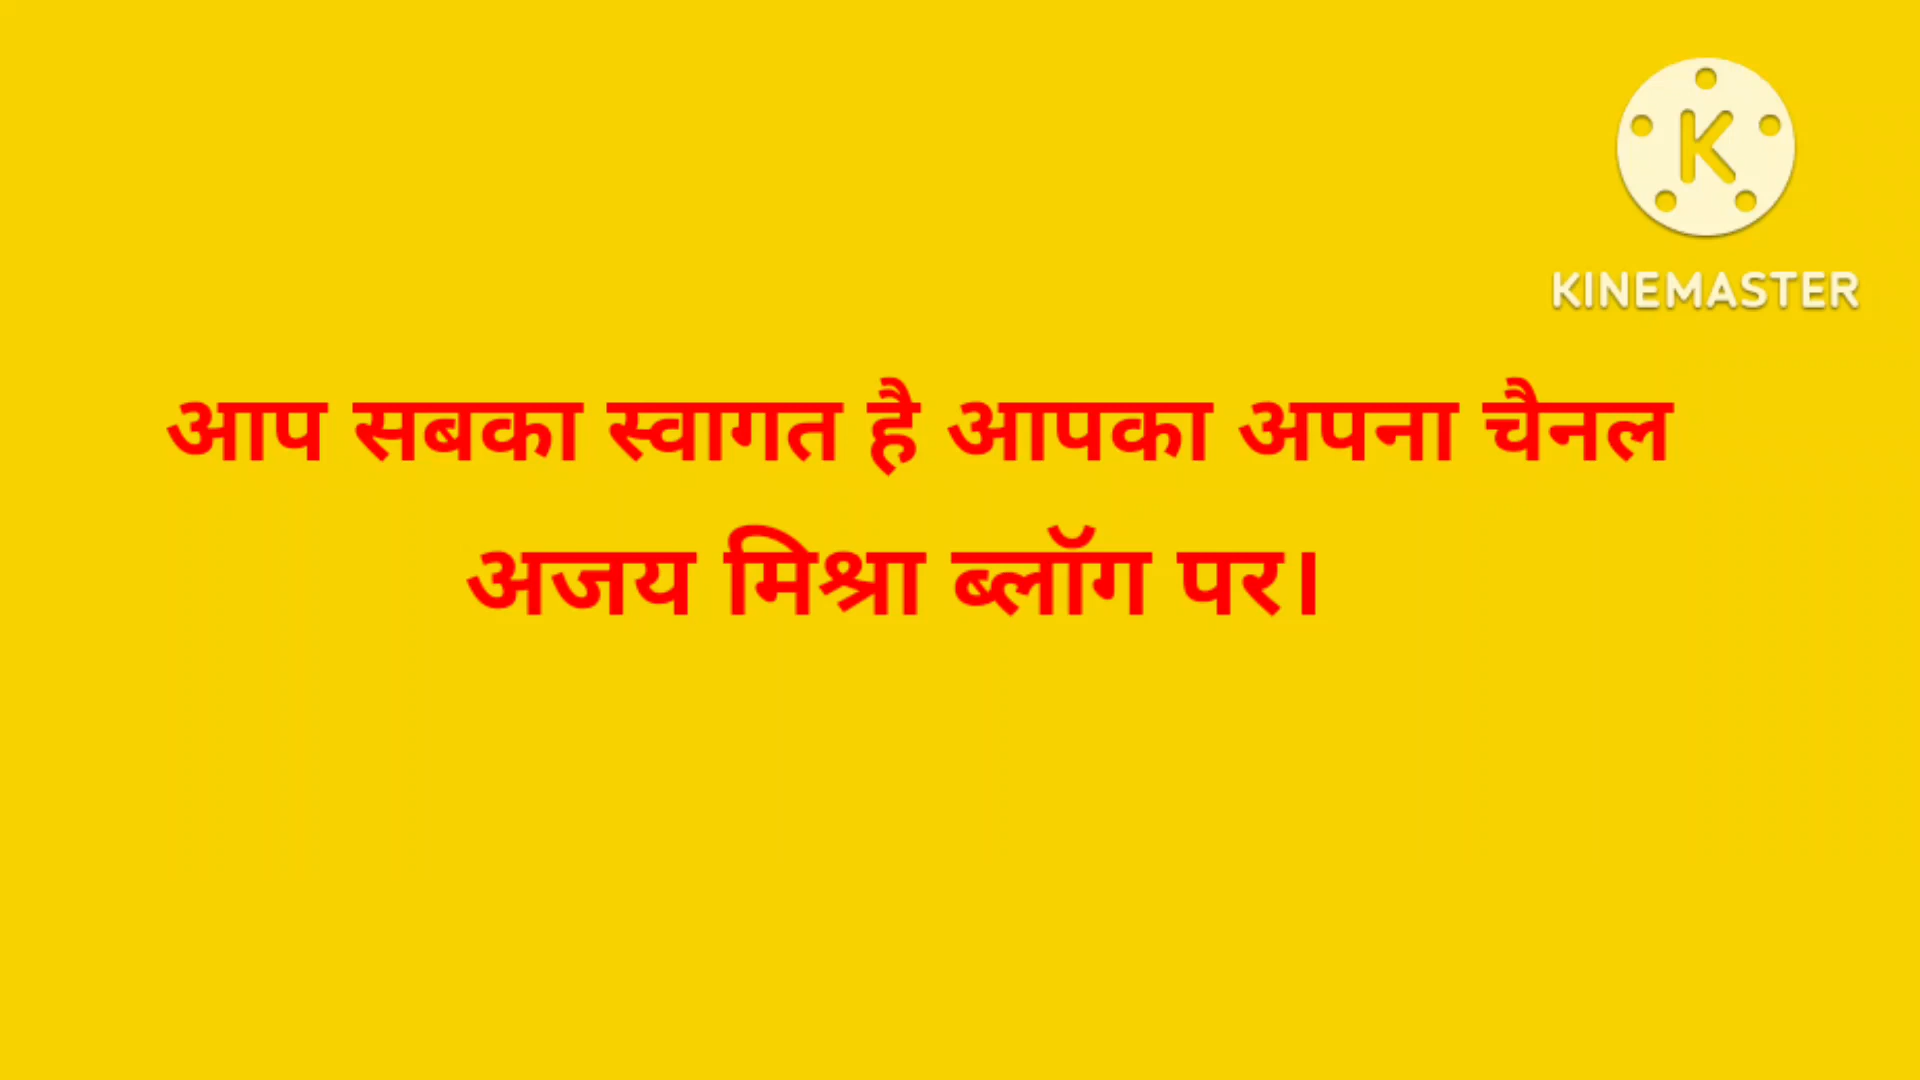 K
KINEMASTER
आप सबका स्वागत है आपका अपना चैनल
अजय मिश्रा ब्लॉग पर।